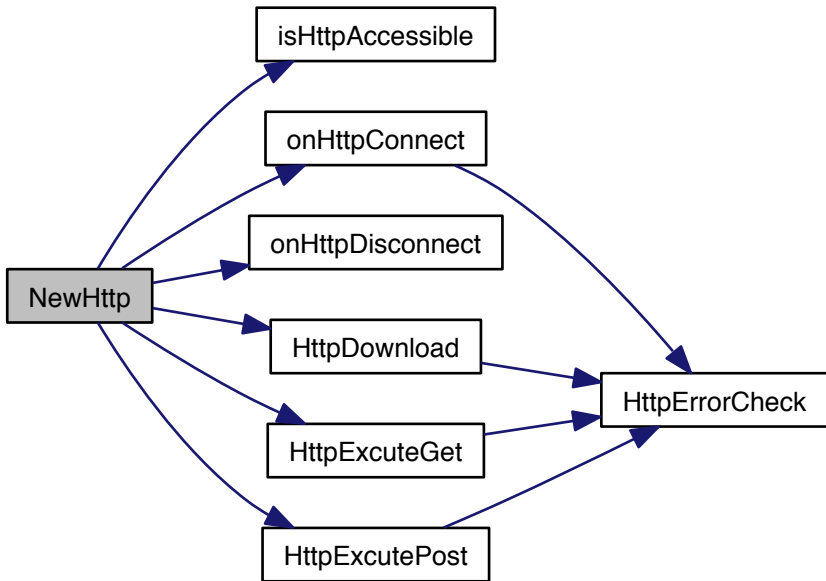 isHttpAccessible
onHttpConnect
onHttpDisconnect
NewHttp
HttpDownload
HttpErrorCheck
HttpExcuteGet
HttpExcutePost